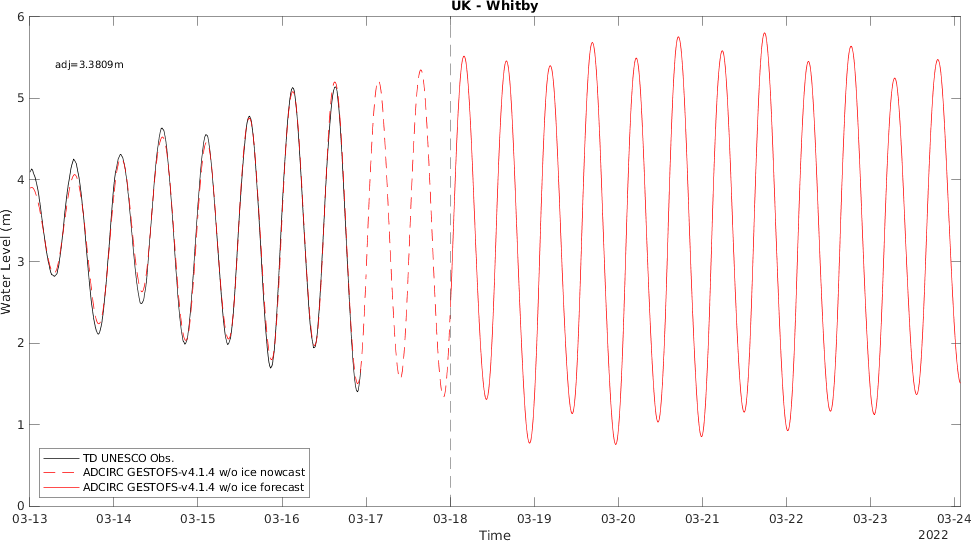 UK - Whitby
adj=3.3809m
6
5
4
3
2
1
0
Water Level (m)
TD UNESCO Obs.
ADCIRC GESTOFS-v4.1.4 w/o ice nowcast
ADCIRC GESTOFS-v4.1.4 w/o ice forecast
03-13 03-14 03-15 03-16 03-17 03-18 03-19 03-20 03-21 03-22 03-23 03-24
Time
2022